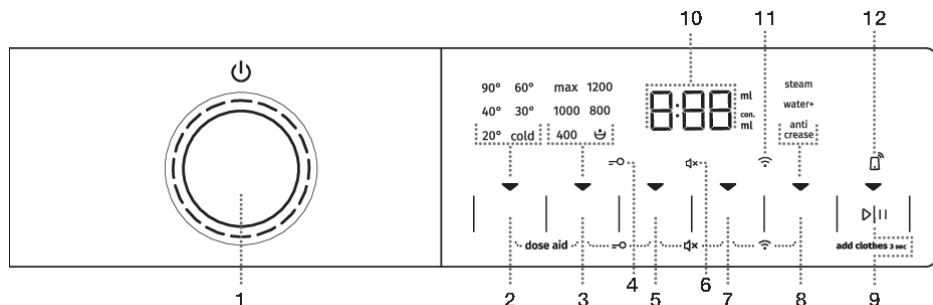 10 11 12
90° 60° max 1200 8:88 ml steam
40° 30° 1000 800 con. ml water+
20° cold 400 anti crease
dose aid add clothes 3 sec
1 2 3 4 5 6 7 8 9